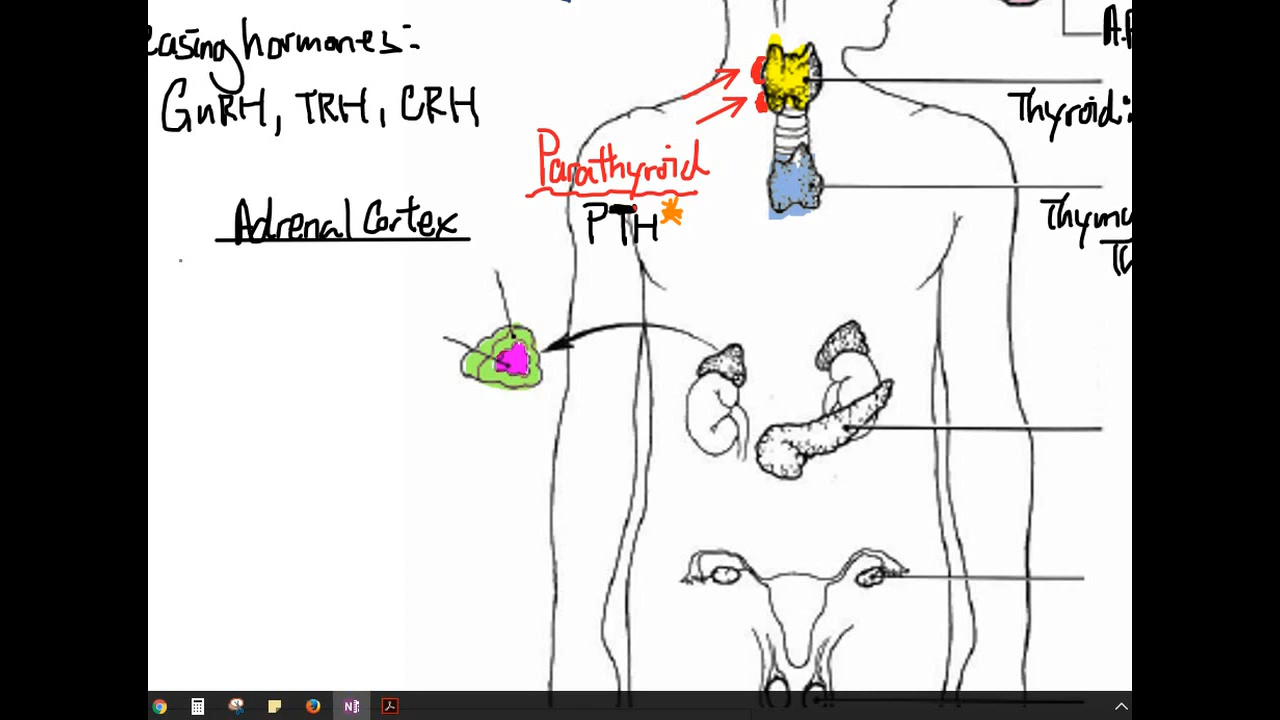 easing hormones:
GnRH, TRH, CRH
Thyroid:
Parathyroid
PTH*
Adrenal Cortex
Thymu